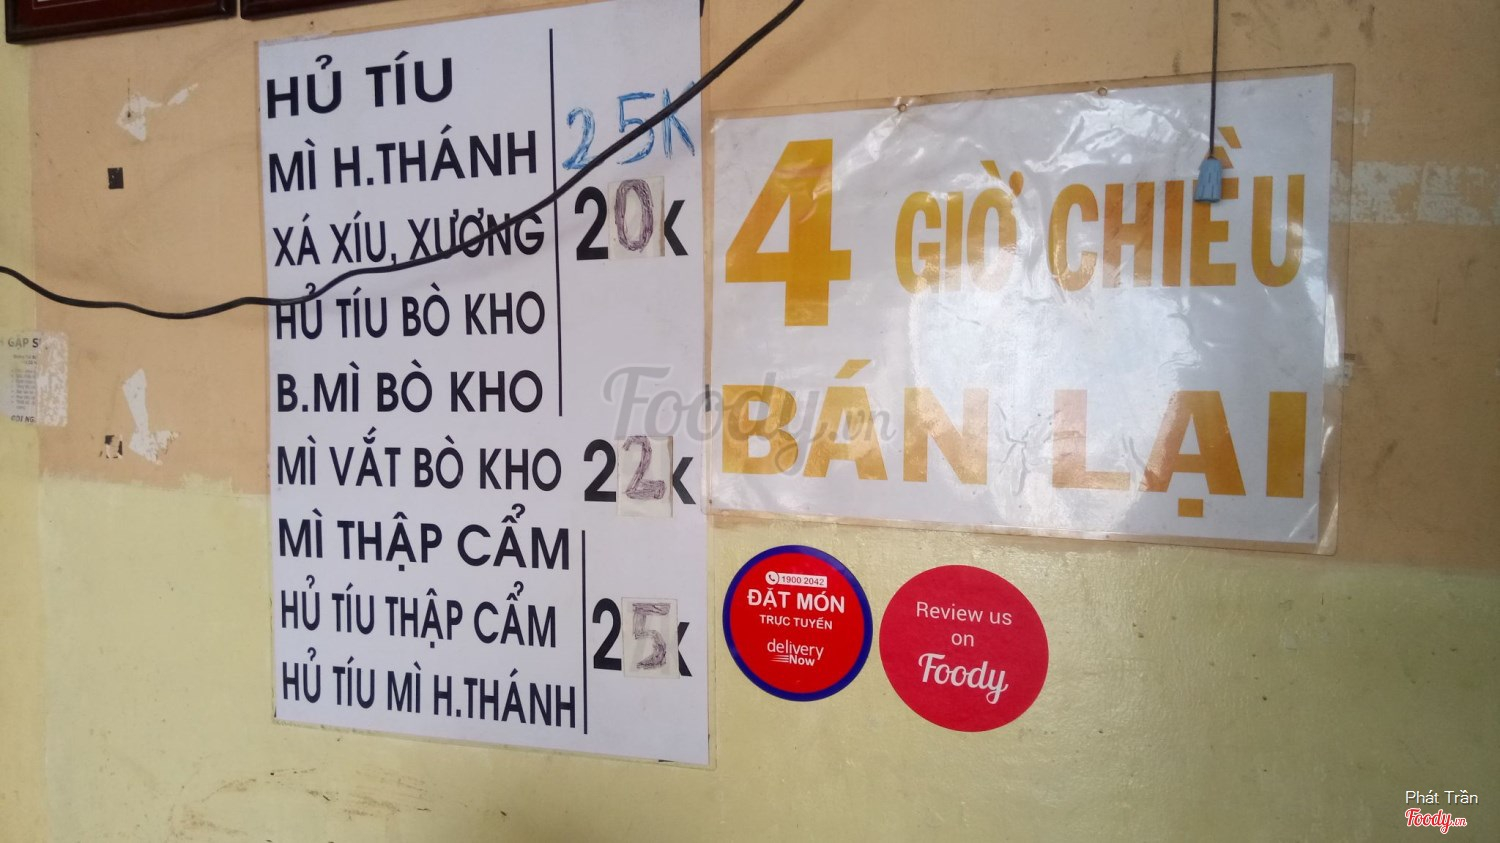 HỦ TÍU
MÌ H.THÁNH 25K
XÁ XÍU, XƯƠNG 20K
HỦ TÍU BÒ KHO
B.MÌ BÒ KHO
MÌ VẮT BÒ KHO 22K
MÌ THẬP CẨM
HỦ TÍU THẬP CẨM 25K
HỦ TÍU MÌ H.THÁNH
4 GIỜ CHIỀU
BÁN LẠI
Foody.vn
1900 2042
ĐẶT MÓN
TRỰC TUYẾN
delivery
Now
Review us
on
Foody
Phát Trần
Foody.vn